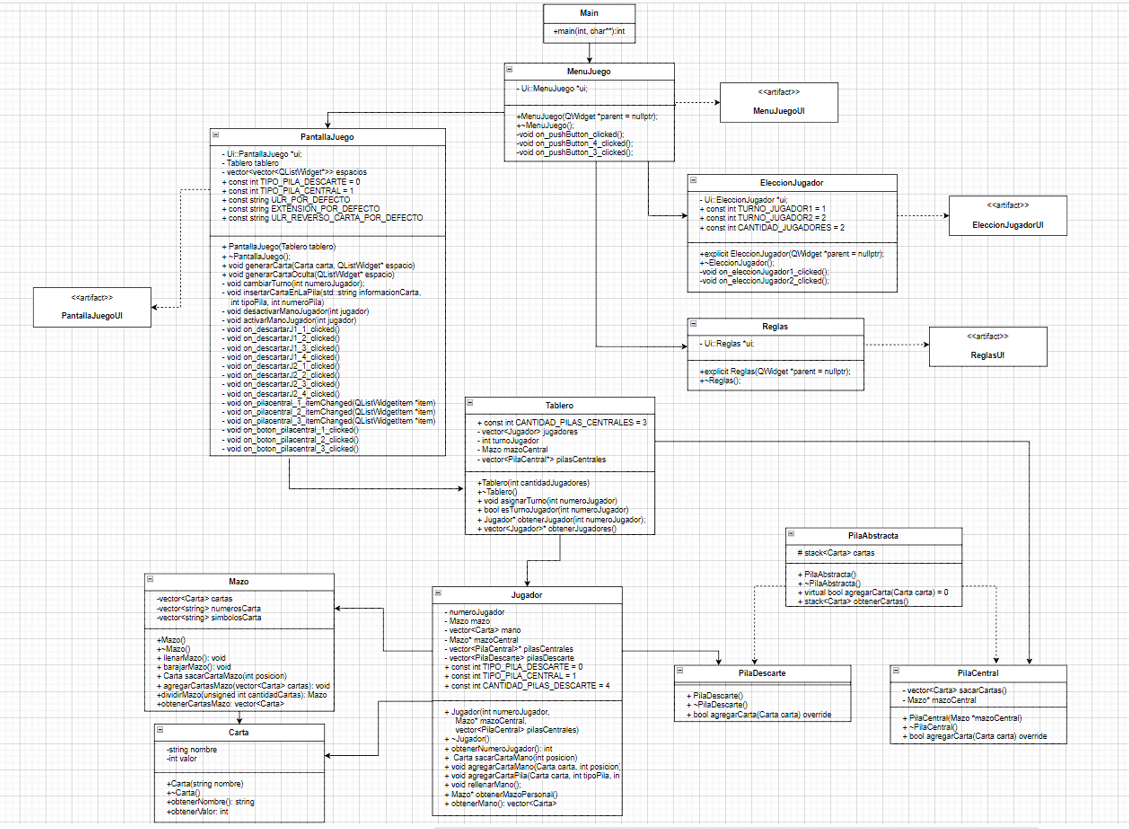 Main
+main(int, char**):int
MenuJuego
- Ui::MenuJuego *ui;
+MenuJuego(QWidget *parent = nullptr);
+~MenuJuego();
-void on_pushButton_clicked();
-void on_pushButton_4_clicked();
-void on_pushButton_3_clicked();
<<artifact>>
MenuJuegoUI
PantallaJuego
- Ui::PantallaJuego *ui;
- Tablero tablero
- vector<vector<QListWidget*>> espacios
+ const int TIPO_PILA_DESCARTE = 0
+ const int TIPO_PILA_CENTRAL = 1
+ const string ULR_POR_DEFECTO
+ const string EXTENSION_POR_DEFECTO
+ const string ULR_REVERSO_CARTA_POR_DEFECTO
+ PantallaJuego(Tablero tablero)
+ ~PantallaJuego();
+ void generarCarta(Carta carta, QListWidget* espacio)
+ void generarCartaOculta(QListWidget* espacio)
- void cambiarTurno(int numeroJugador);
- void insertarCartaEnLaPila(std::string informacionCarta,
int tipoPila, int numeroPila)
- void desactivarManoJugador(int jugador)
- void activarManoJugador(int jugador)
- void on_descartarJ1_1_clicked()
- void on_descartarJ1_2_clicked()
- void on_descartarJ1_3_clicked()
- void on_descartarJ1_4_clicked()
- void on_descartarJ2_1_clicked()
- void on_descartarJ2_2_clicked()
- void on_descartarJ2_3_clicked()
- void on_descartarJ2_4_clicked()
- void on_pilacentral_1_itemChanged(QListWidgetItem *item)
- void on_pilacentral_2_itemChanged(QListWidgetItem *item)
- void on_pilacentral_3_itemChanged(QListWidgetItem *item)
- void on_boton_pilacentral_1_clicked()
- void on_boton_pilacentral_2_clicked()
- void on_boton_pilacentral_3_clicked()
<<artifact>>
PantallaJuegoUI
EleccionJugador
- Ui::EleccionJugador *ui;
+ const int TURNO_JUGADOR1 = 1
+ const int TURNO_JUGADOR2 = 2
+ const int CANTIDAD_JUGADORES = 2
+explicit EleccionJugador(QWidget *parent = nullptr);
+~EleccionJugador();
-void on_eleccionJugador1_clicked();
-void on_eleccionJugador2_clicked();
<<artifact>>
EleccionJugadorUI
Reglas
- Ui::Reglas *ui;
+explicit Reglas(QWidget *parent = nullptr);
+~Reglas();
<<artifact>>
ReglasUI
Tablero
+ const int CANTIDAD_PILAS_CENTRALES = 3
- vector<Jugador> jugadores
- int turnoJugador
- Mazo mazoCentral
- vector<PilaCentral*> pilasCentrales
+Tablero(int cantidadJugadores)
+~Tablero()
+ void asignarTurno(int numeroJugador)
+ bool esTurnoJugador(int numeroJugador)
+ Jugador* obtenerJugador(int numeroJugador);
+ vector<Jugador>* obtenerJugadores()
PilaAbstracta
# stack<Carta> cartas
+ PilaAbstracta()
+ ~PilaAbstracta()
+ virtual bool agregarCarta(Carta carta) = 0
+ stack<Carta> obtenerCartas()
Mazo
-vector<Carta> cartas
-vector<string> numerosCarta
-vector<string> simbolosCarta
+Mazo()
+~Mazo()
+ llenarMazo(): void
+ barajarMazo(): void
+ Carta sacarCartaMazo(int posicion)
+ agregarCartasMazo(vector<Carta> cartas): void
+dividirMazo(unsigned int cantidadCartas): Mazo
+obtenerCartasMazo: vector<Carta>
Jugador
- numeroJugador
- Mazo mazo
- vector<Carta> mano
- Mazo* mazoCentral
- vector<PilaCentral>* pilasCentrales
- vector<PilaDescarte> pilasDescarte
+ const int TIPO_PILA_DESCARTE = 0
+ const int TIPO_PILA_CENTRAL = 1
+ const int CANTIDAD_PILAS_DESCARTE = 4
+ Jugador(int numeroJugador,
Mazo* mazoCentral,
vector<PilaCentral> pilasCentrales)
+ ~Jugador()
+ obtenerNumeroJugador(): int
+ Carta sacarCartaMano(int posicion)
+ void agregarCartaMano(Carta carta, int posicion)
+ void agregarCartaPila(Carta carta, int tipoPila, in
+ void rellenarMano();
+ Mazo* obtenerMazoPersonal()
+ obtenerMano(): vector<Carta>
PilaDescarte
+ PilaDescarte()
+ ~PilaDescarte()
+ bool agregarCarta(Carta carta) override
PilaCentral
- vector<Carta> sacarCartas()
- Mazo* mazoCentral
+ PilaCentral(Mazo *mazoCentral)
+ ~PilaCentral()
+ bool agregarCarta(Carta carta) override
Carta
-string nombre
-int valor
+Carta(string nombre)
+~Carta()
+obtenerNombre(): string
+obtenerValor: int